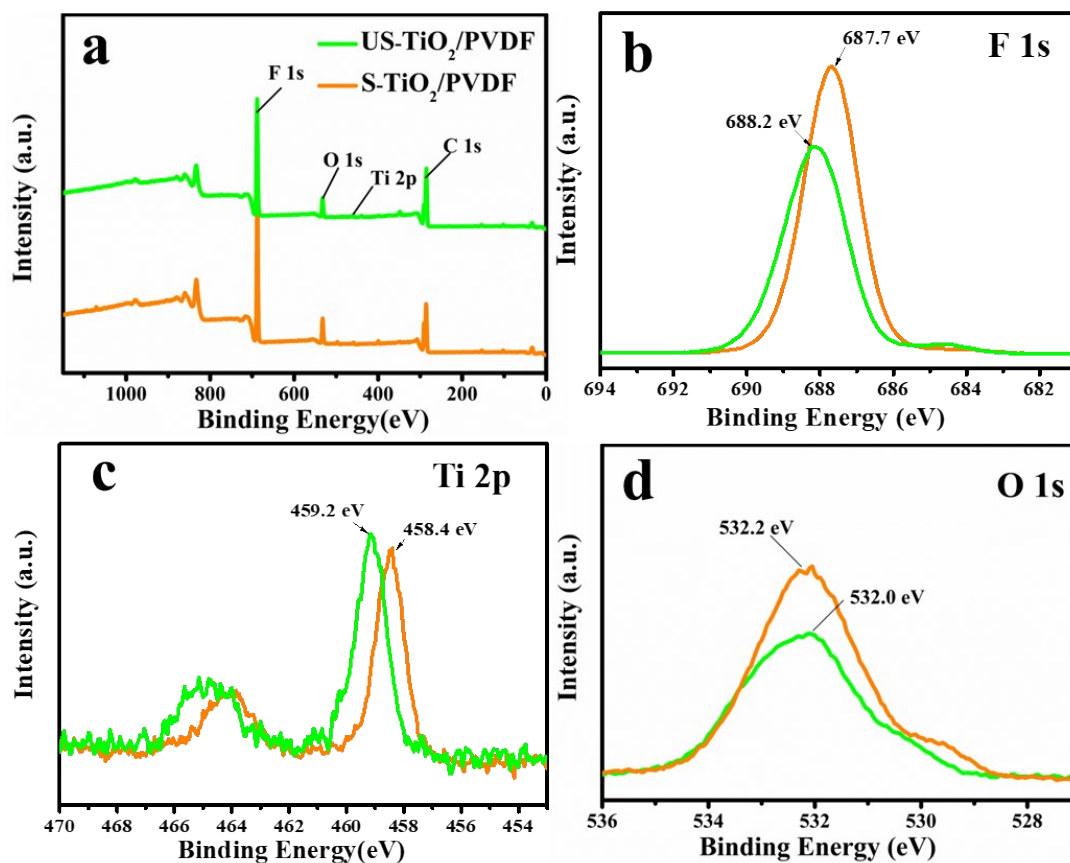 a
US-TiO₂/PVDF
S-TiO₂/PVDF
F 1s
O 1s
Ti 2p
C 1s
Intensity (a.u.)
1000 800 600 400 200 0
Binding Energy(eV)
b
F 1s
687.7 eV
688.2 eV
Intensity (a.u.)
694 692 690 688 686 684 682
Binding Energy (eV)
c
Ti 2p
459.2 eV
458.4 eV
Intensity (a.u.)
470 468 466 464 462 460 458 456 454
Binding Energy(eV)
d
O 1s
532.2 eV
532.0 eV
Intensity (a.u.)
536 534 532 530 528
Binding Energy(eV)